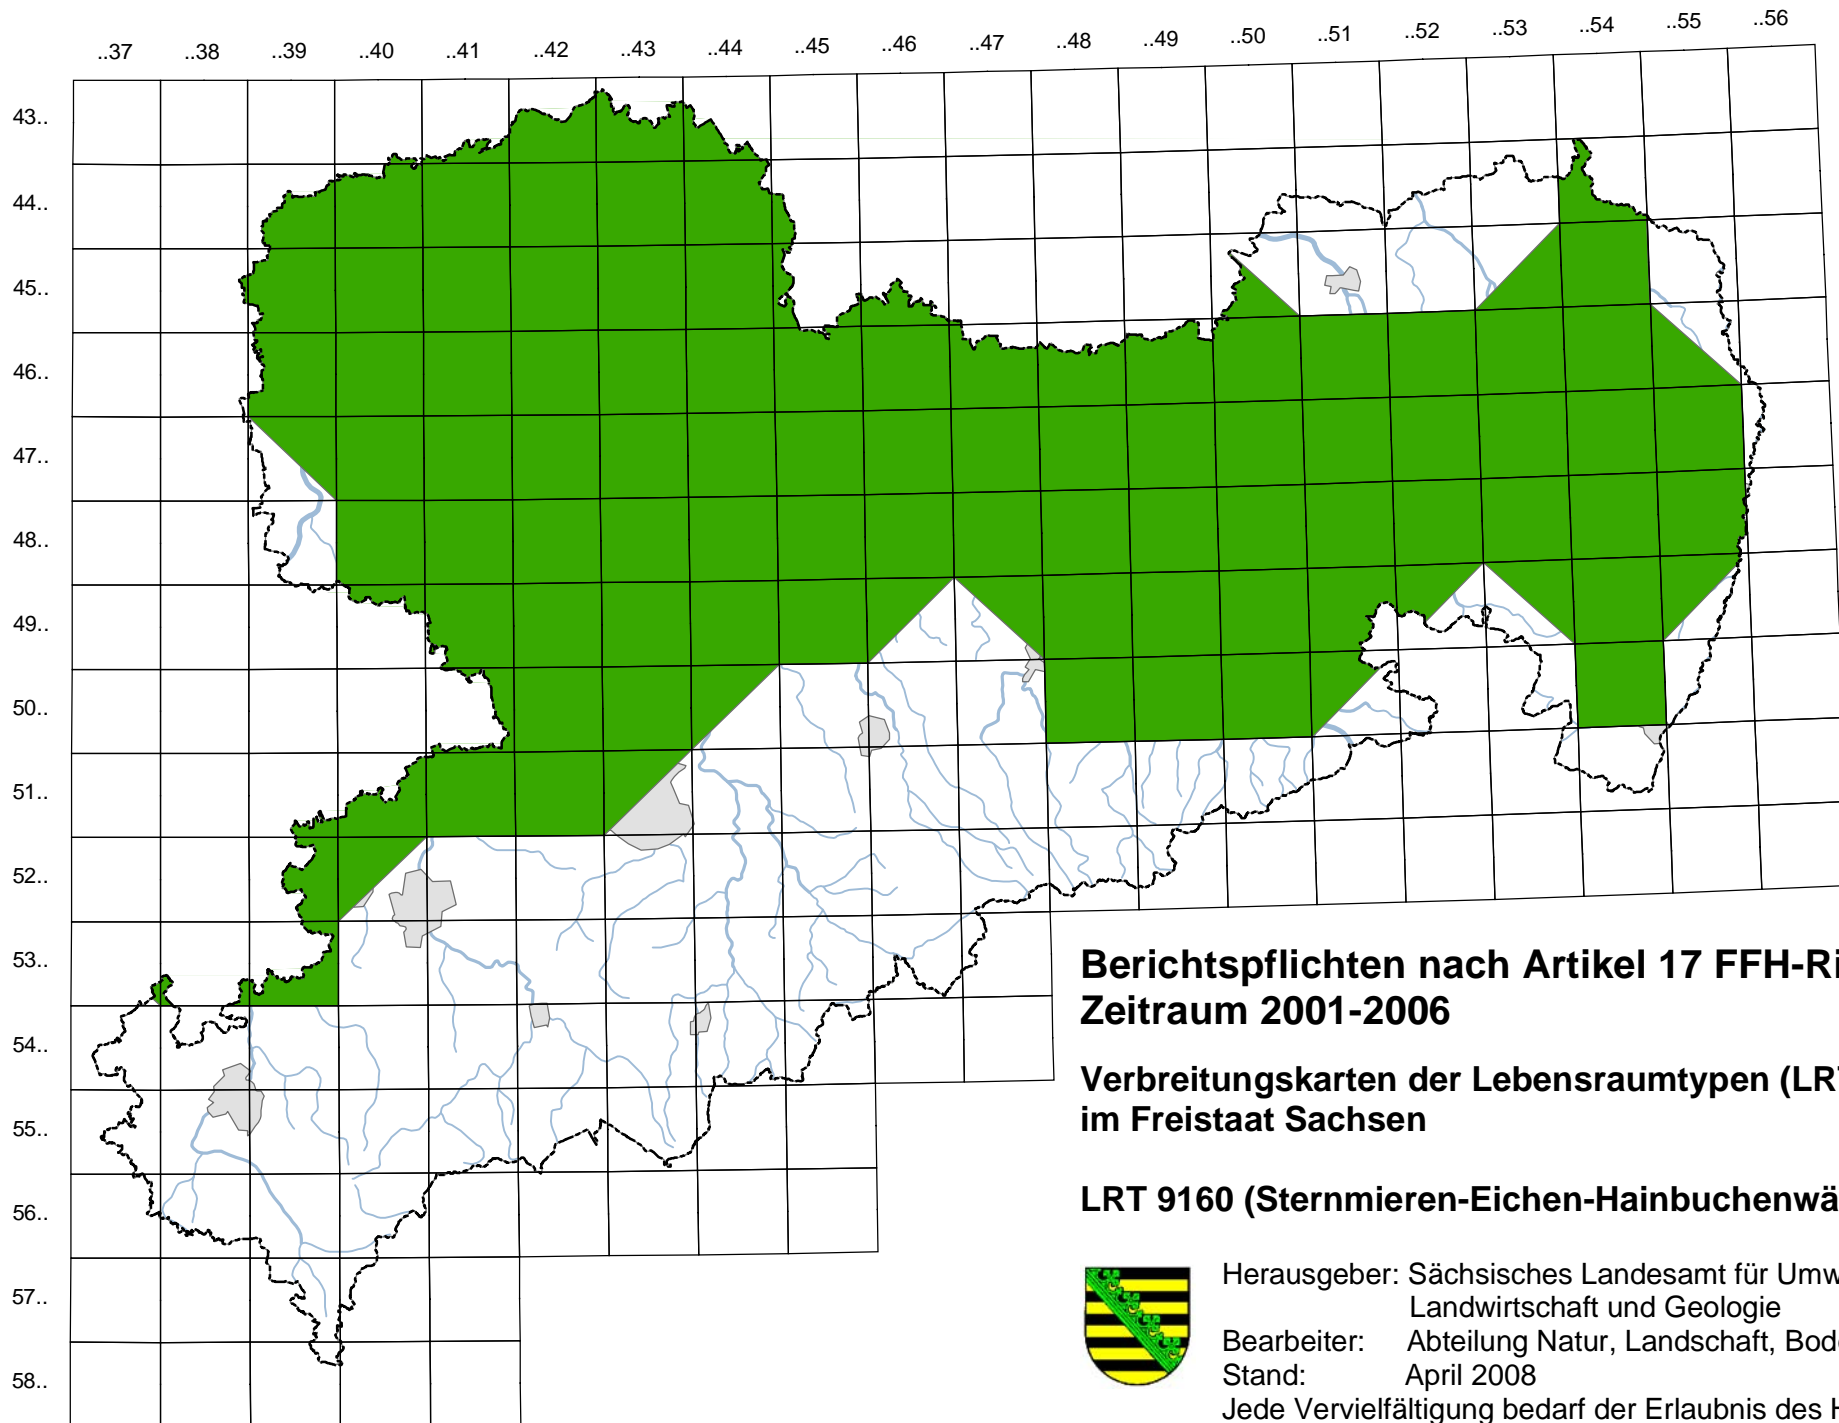 ..37 ..38 ..39 ..40 ..41 ..42 ..43 ..44 ..45 ..46 ..47 ..48 ..49 ..50 ..51 ..52 ..53 ..54 ..55 ..56
43..
44..
45..
46..
47..
48..
49..
50..
51..
52..
53..
54..
55..
56..
57..
58..
Berichtspflichten nach Artikel 17 FFH-Ri
Zeitraum 2001-2006
Verbreitungskarten der Lebensraumtypen (LRT
im Freistaat Sachsen
LRT 9160 (Sternmieren-Eichen-Hainbuchenwä
Herausgeber: Sächsisches Landesamt für Umw
Landwirtschaft und Geologie
Bearbeiter: Abteilung Natur, Landschaft, Bode
Stand: April 2008
Jede Vervielfältigung bedarf der Erlaubnis des H